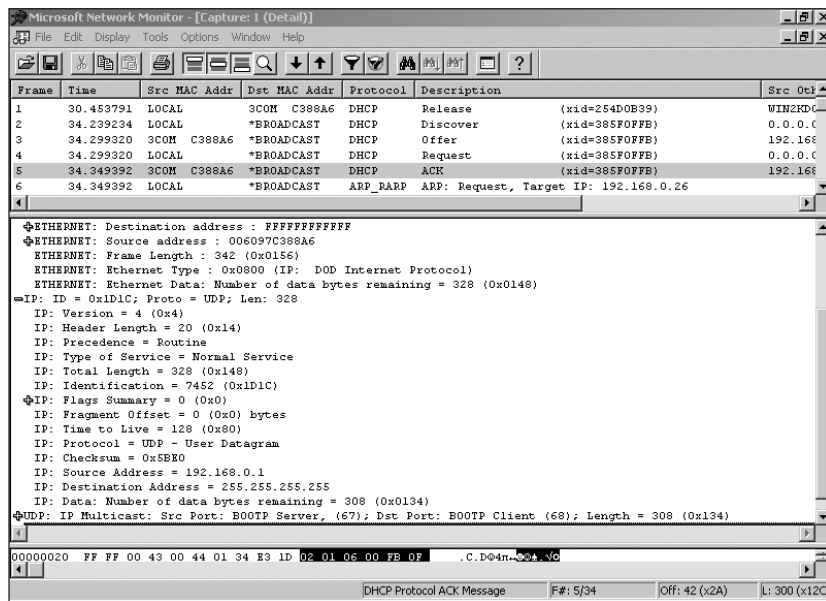 Microsoft Network Monitor - [Capture: 1 (Detail)]
File Edit Display Tools Options Window Help
Frame Time Src MAC Addr Dst MAC Addr Protocol Description Src Oth
1 30.453791 LOCAL 3COM C388A6 DHCP Release (xid=254D0B39) WIN2KDC
2 34.239234 LOCAL *BROADCAST DHCP Discover (xid=385F0FFB) 0.0.0.0
3 34.299320 3COM C388A6 *BROADCAST DHCP Offer (xid=385F0FFB) 192.168
4 34.299320 LOCAL *BROADCAST DHCP Request (xid=385F0FFB) 0.0.0.0
5 34.349392 3COM C388A6 *BROADCAST DHCP ACK (xid=385F0FFB) 192.168
6 34.349392 LOCAL *BROADCAST ARP_RARP ARP: Request, Target IP: 192.168.0.26
ETHERNET: Destination address : FFFFFFFFFFFF
ETHERNET: Source address : 006097C388A6
ETHERNET: Frame Length : 342 (0x0156)
ETHERNET: Ethernet Type : 0x0800 (IP: DOD Internet Protocol)
ETHERNET: Ethernet Data: Number of data bytes remaining = 328 (0x0148)
IP: ID = 0x1D1C; Proto = UDP; Len: 328
IP: Version = 4 (0x4)
IP: Header Length = 20 (0x14)
IP: Precedence = Routine
IP: Type of Service = Normal Service
IP: Total Length = 328 (0x148)
IP: Identification = 7452 (0x1D1C)
IP: Flags Summary = 0 (0x0)
IP: Fragment Offset = 0 (0x0) bytes
IP: Time to Live = 128 (0x80)
IP: Protocol = UDP - User Datagram
IP: Checksum = 0x5BE0
IP: Source Address = 192.168.0.1
IP: Destination Address = 255.255.255.255
IP: Data: Number of data bytes remaining = 308 (0x0134)
UDP: IP Multicast: Src Port: BOOTP Server, (67); Dst Port: BOOTP Client (68); Length = 308 (0x134)
00000020 FF FF 00 43 00 44 01 34 E3 1D 02 01 06 00 FB 0F
DHCP Protocol ACK Message F#: 5/34 Off: 42 (x2A) L: 300 (x12C